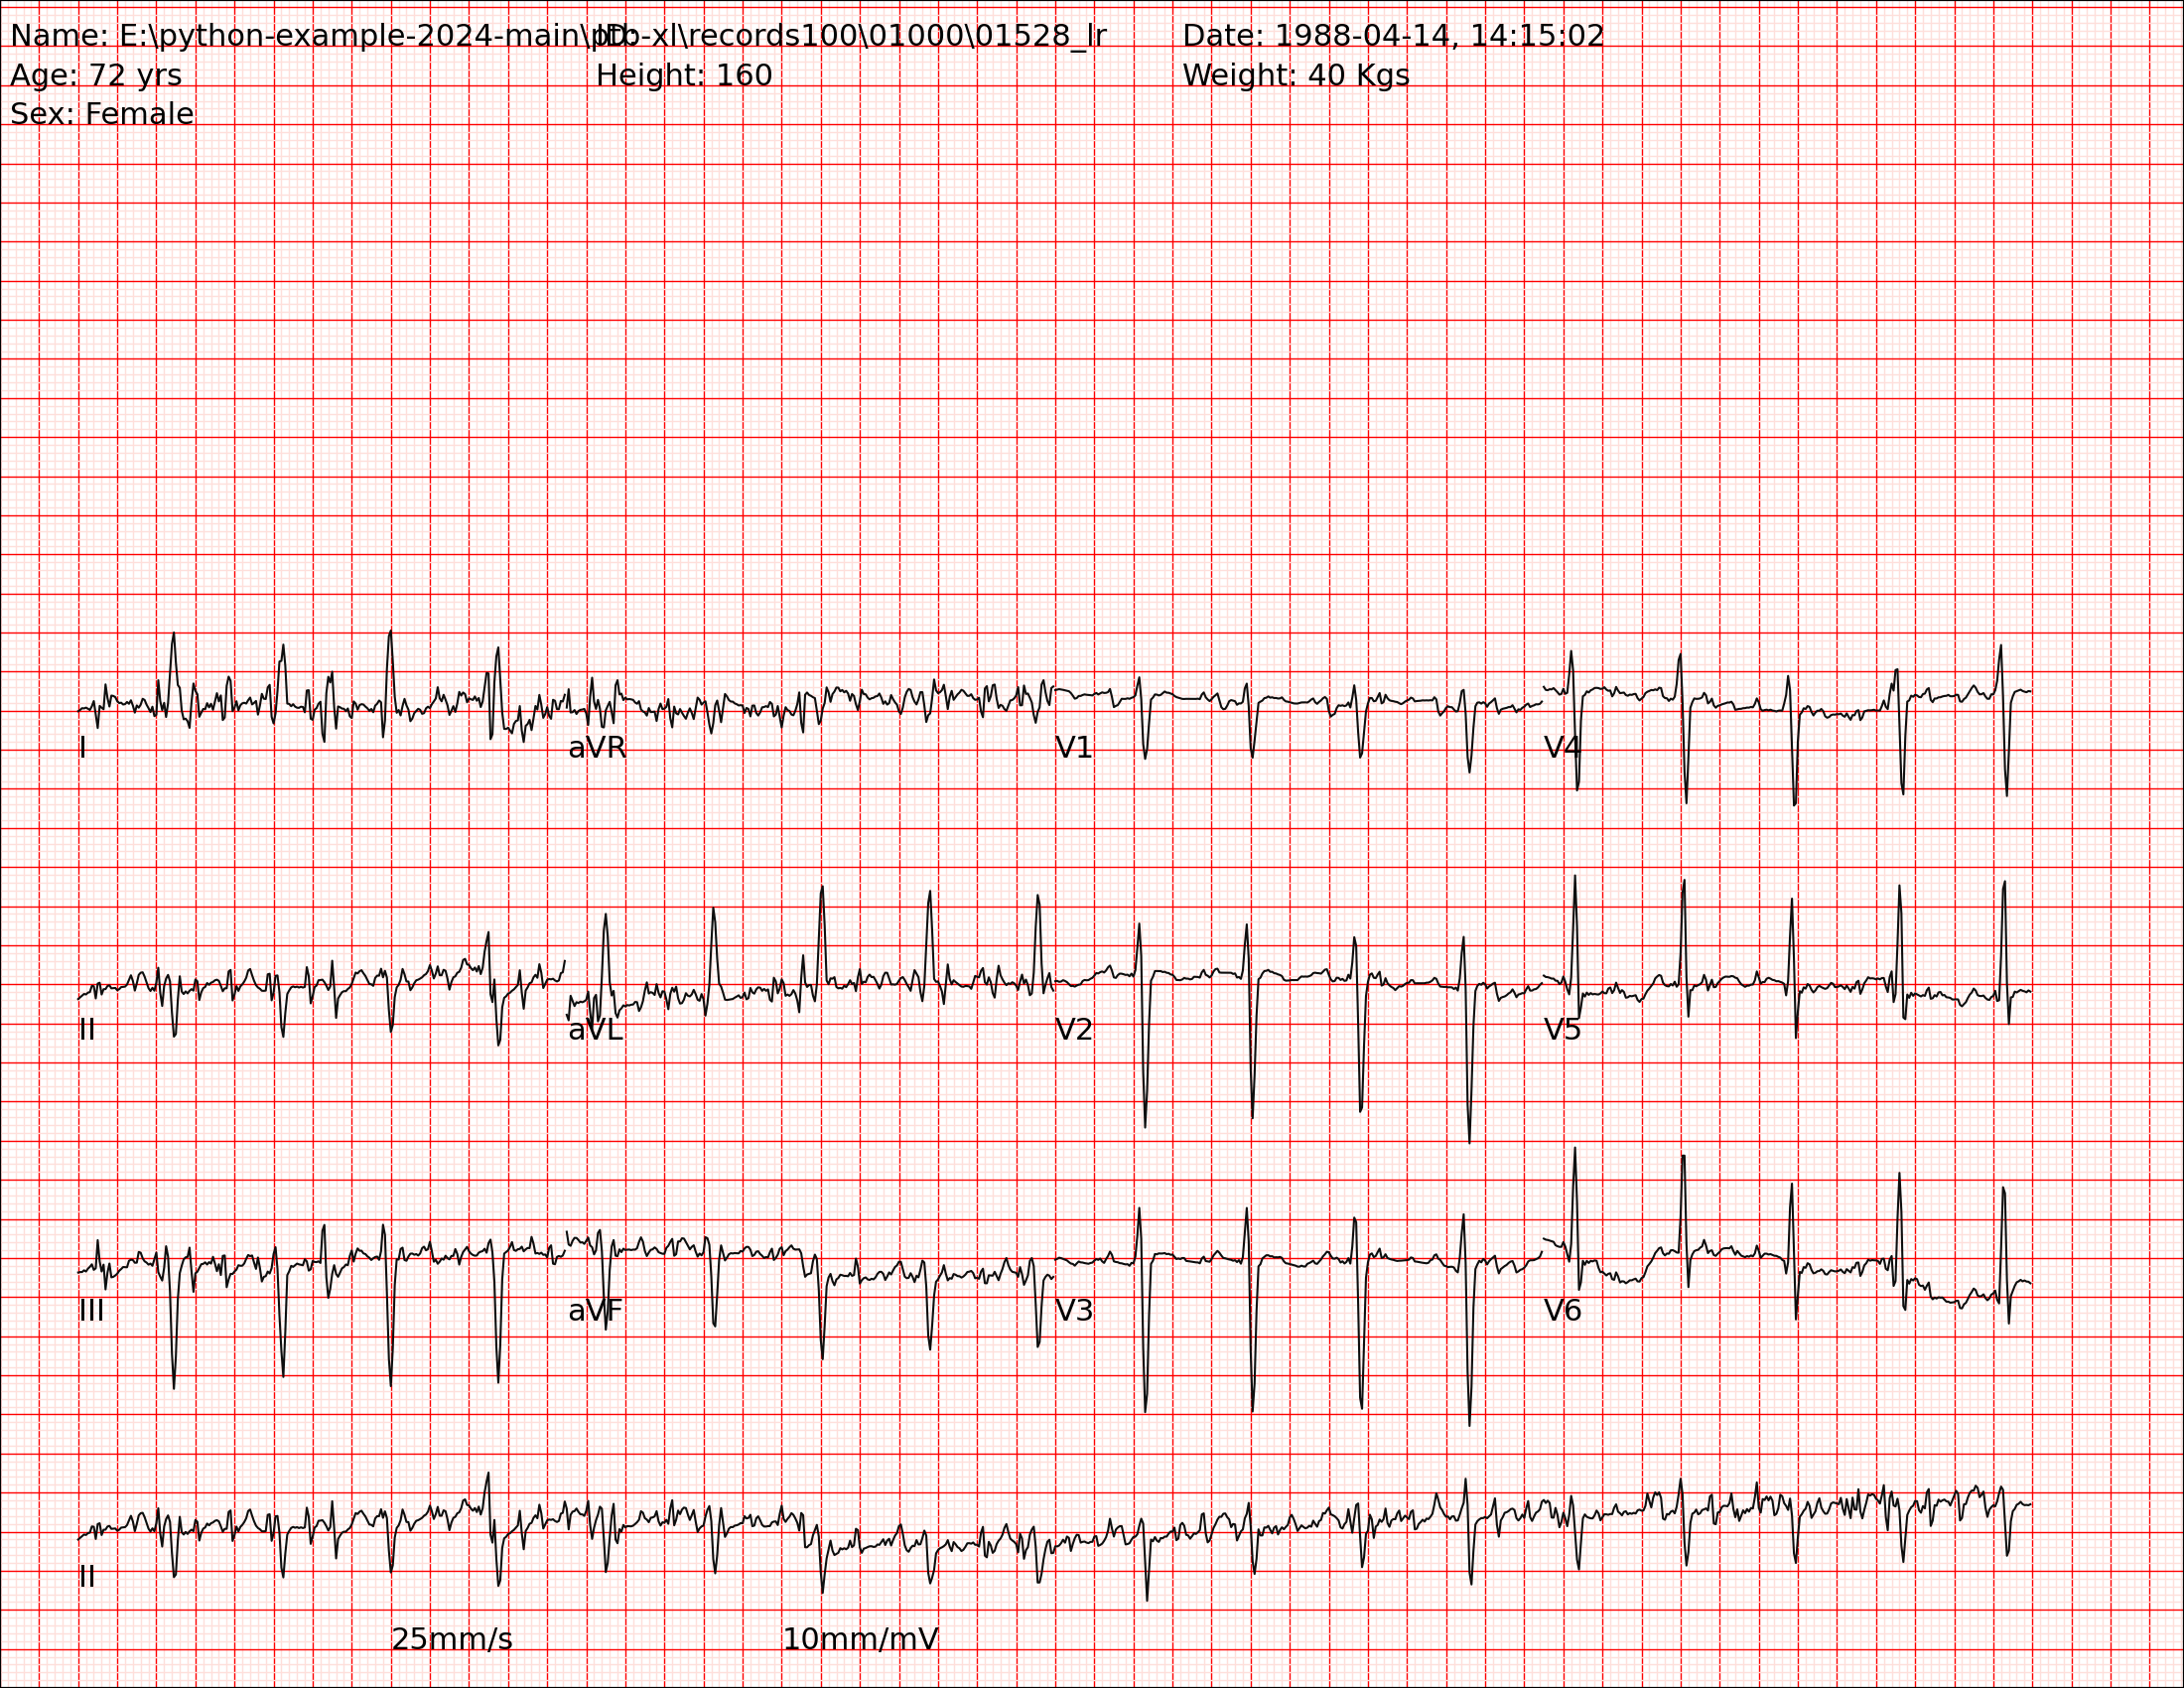 Name: E:\python-example-2024-main\ptb-xl\records100\01000\01528_lr ID: Date: 1988-04-14, 14:15:02
Age: 72 yrs Height: 160 Weight: 40 Kgs
Sex: Female
I aVR V1 V4
II aVL V2 V5
III aVF V3 V6
II
25mm/s 10mm/mV